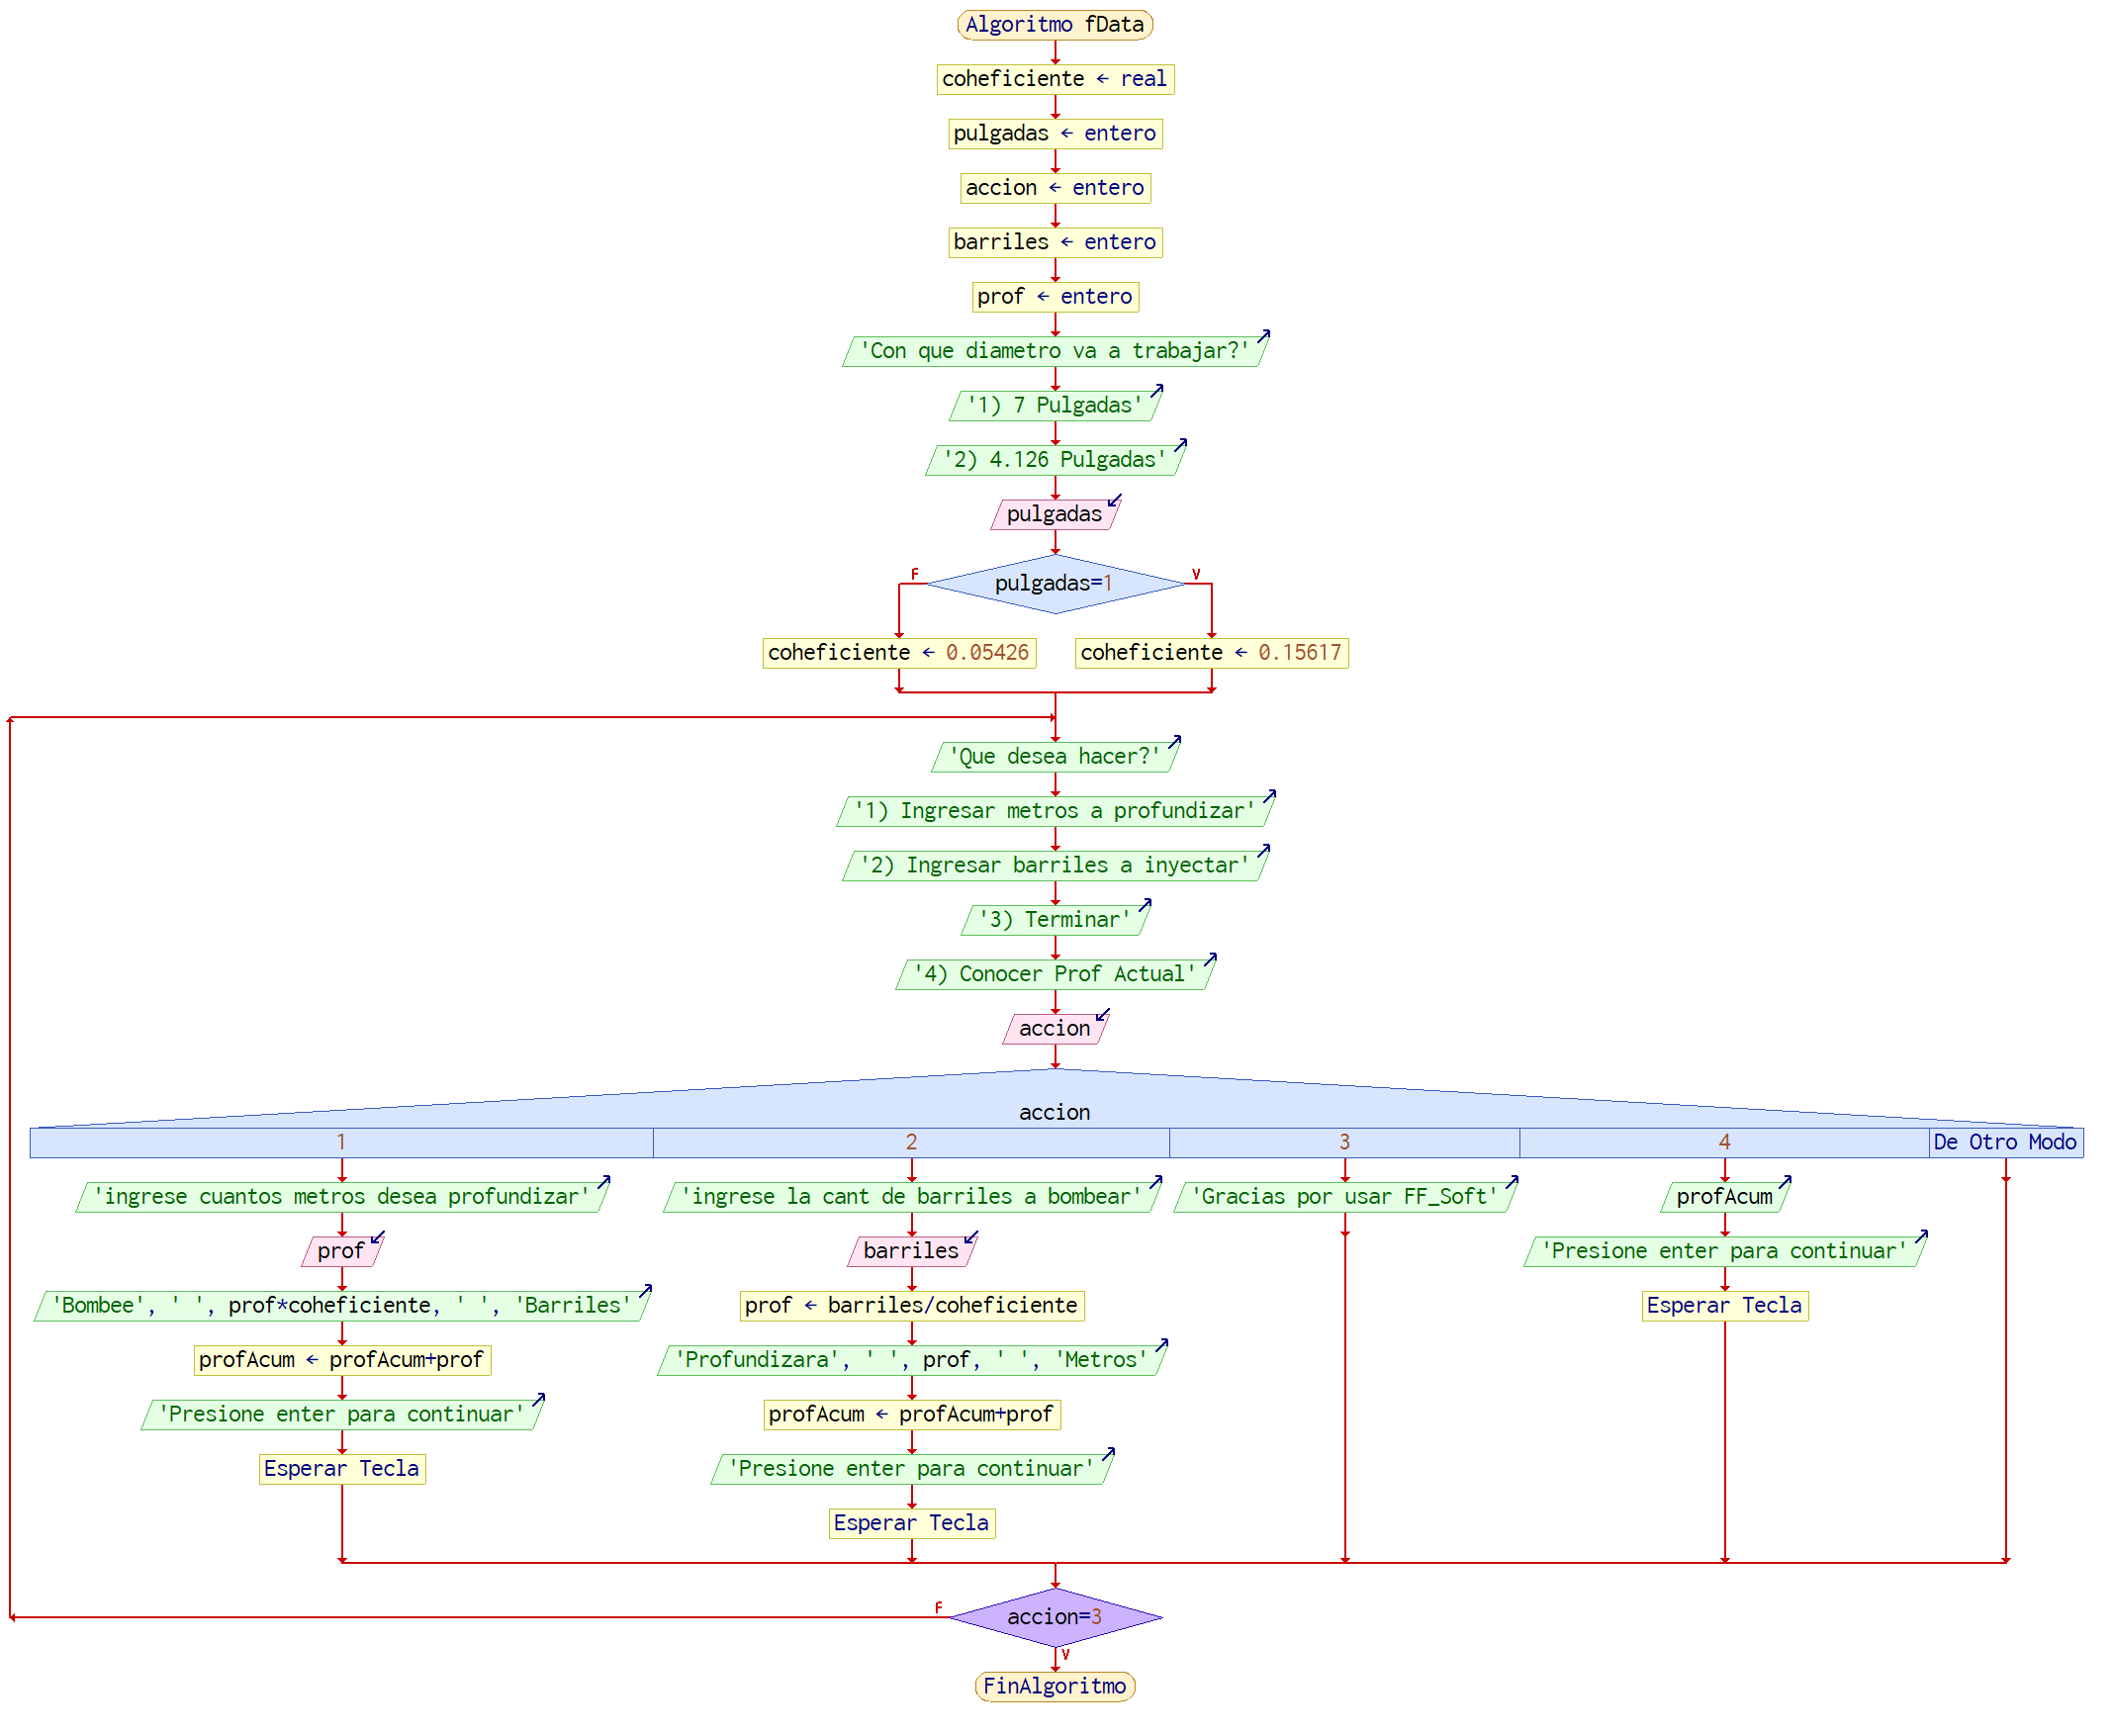 Algoritmo fData
coheficiente ← real
pulgadas ← entero
accion ← entero
barriles ← entero
prof ← entero
'Con que diametro va a trabajar?'
'1) 7 Pulgadas'
'2) 4.126 Pulgadas'
pulgadas
F
pulgadas=1
V
coheficiente ← 0.05426
coheficiente ← 0.15617
'Que desea hacer?'
'1) Ingresar metros a profundizar'
'2) Ingresar barriles a inyectar'
'3) Terminar'
'4) Conocer Prof Actual'
accion
accion
1
2
3
4
De Otro Modo
'ingrese cuantos metros desea profundizar'
prof
'Bombee', ' ', prof*coheficiente, ' ', 'Barriles'
profAcum ← profAcum+prof
'Presione enter para continuar'
Esperar Tecla
'ingrese la cant de barriles a bombear'
barriles
prof ← barriles/coheficiente
'Profundizara', ' ', prof, ' ', 'Metros'
profAcum ← profAcum+prof
'Presione enter para continuar'
Esperar Tecla
'Gracias por usar FF_Soft'
profAcum
'Presione enter para continuar'
Esperar Tecla
F
accion=3
V
FinAlgoritmo